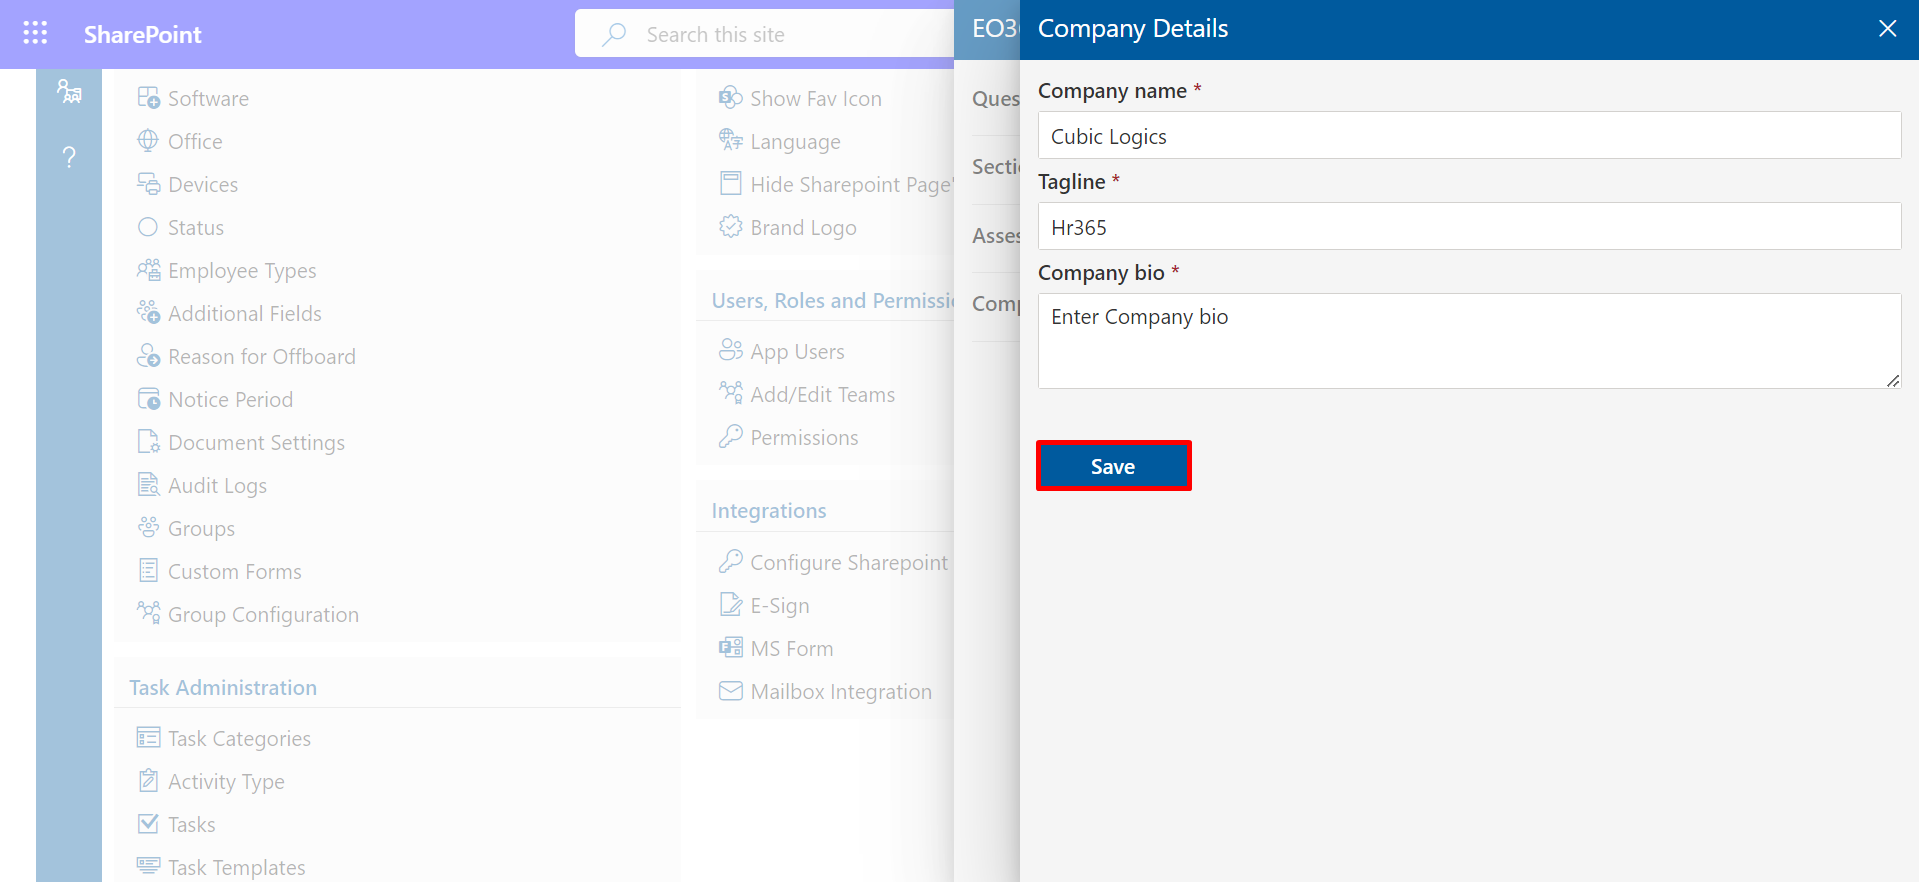 SharePoint
Search this site
Software
Office
Devices
Status
Employee Types
Additional Fields
Reason for Offboard
Notice Period
Document Settings
Audit Logs
Groups
Custom Forms
Group Configuration
Task Administration
Task Categories
Activity Type
Tasks
Task Templates
Show Fav Icon
Language
Hide Sharepoint Page'
Brand Logo
Users, Roles and Permissi
App Users
Add/Edit Teams
Permissions
Integrations
Configure Sharepoint
E-Sign
MS Form
Mailbox Integration
EO3
Ques
Secti
Asses
Comp
Company Details
Company name *
Cubic Logics
Tagline *
Hr365
Company bio *
Enter Company bio
Save